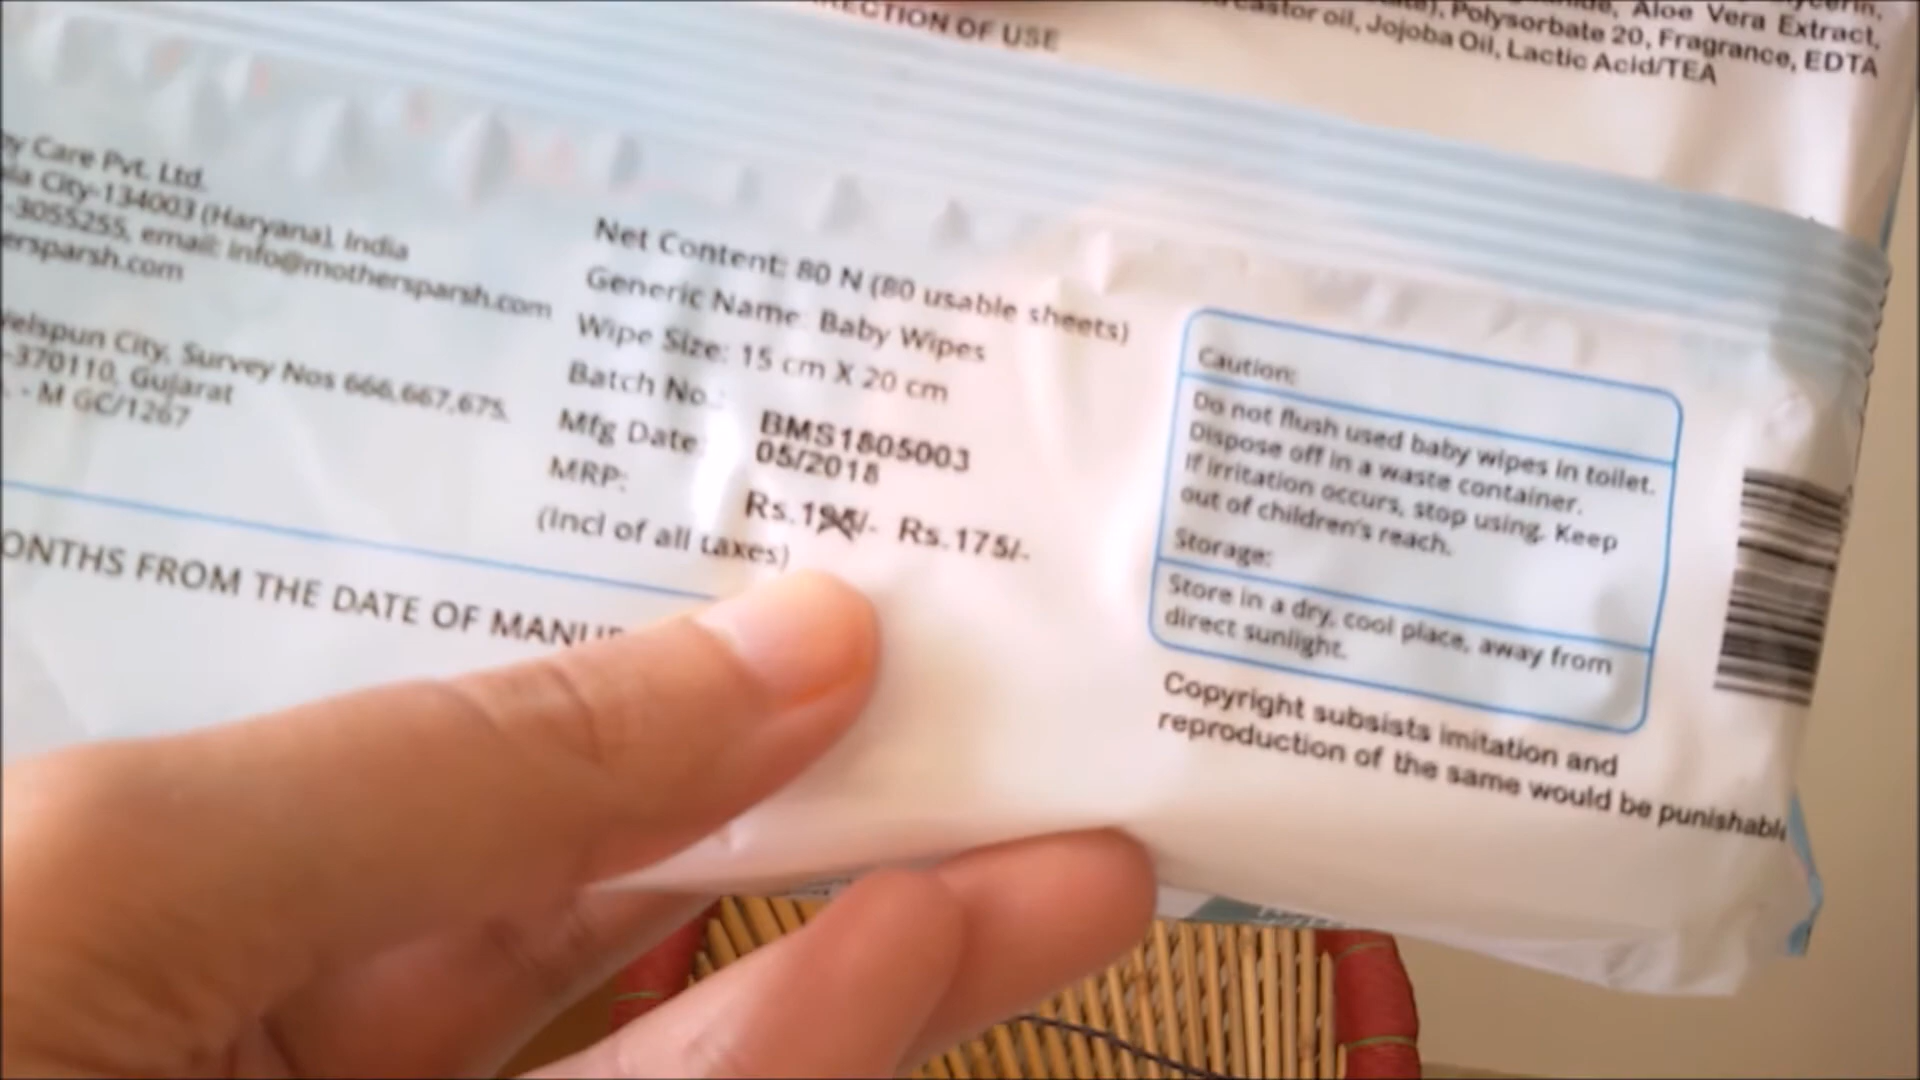 ECTION OF USE
Aloe Vera Extract,
castor oil, Jojoba Oil, Polysorbate 20, Fragrance, EDTA
Lactic Acid/TEA
Care Pvt. Ltd.
City-134003 (Haryana), India
-3055255, email: info@mothersparsh.com
ersparsh.com
elspun City, Survey Nos 666,667,675,
-370110, Gujarat
. - M GC/1267
ONTHS FROM THE DATE OF MANUF
Net Content: 80 N (80 usable sheets)
Generic Name: Baby Wipes
Wipe Size: 15 cm X 20 cm
Batch No.: BMS1805003
Mfg Date: 05/2018
MRP: Rs.195/- Rs.175/-
(Incl of all taxes)
Caution:
Do not flush used baby wipes in toilet.
Dispose off in a waste container.
If irritation occurs, stop using. Keep
out of children's reach.
Storage:
Store in a dry, cool place, away from
direct sunlight.
Copyright subsists imitation and
reproduction of the same would be punishable